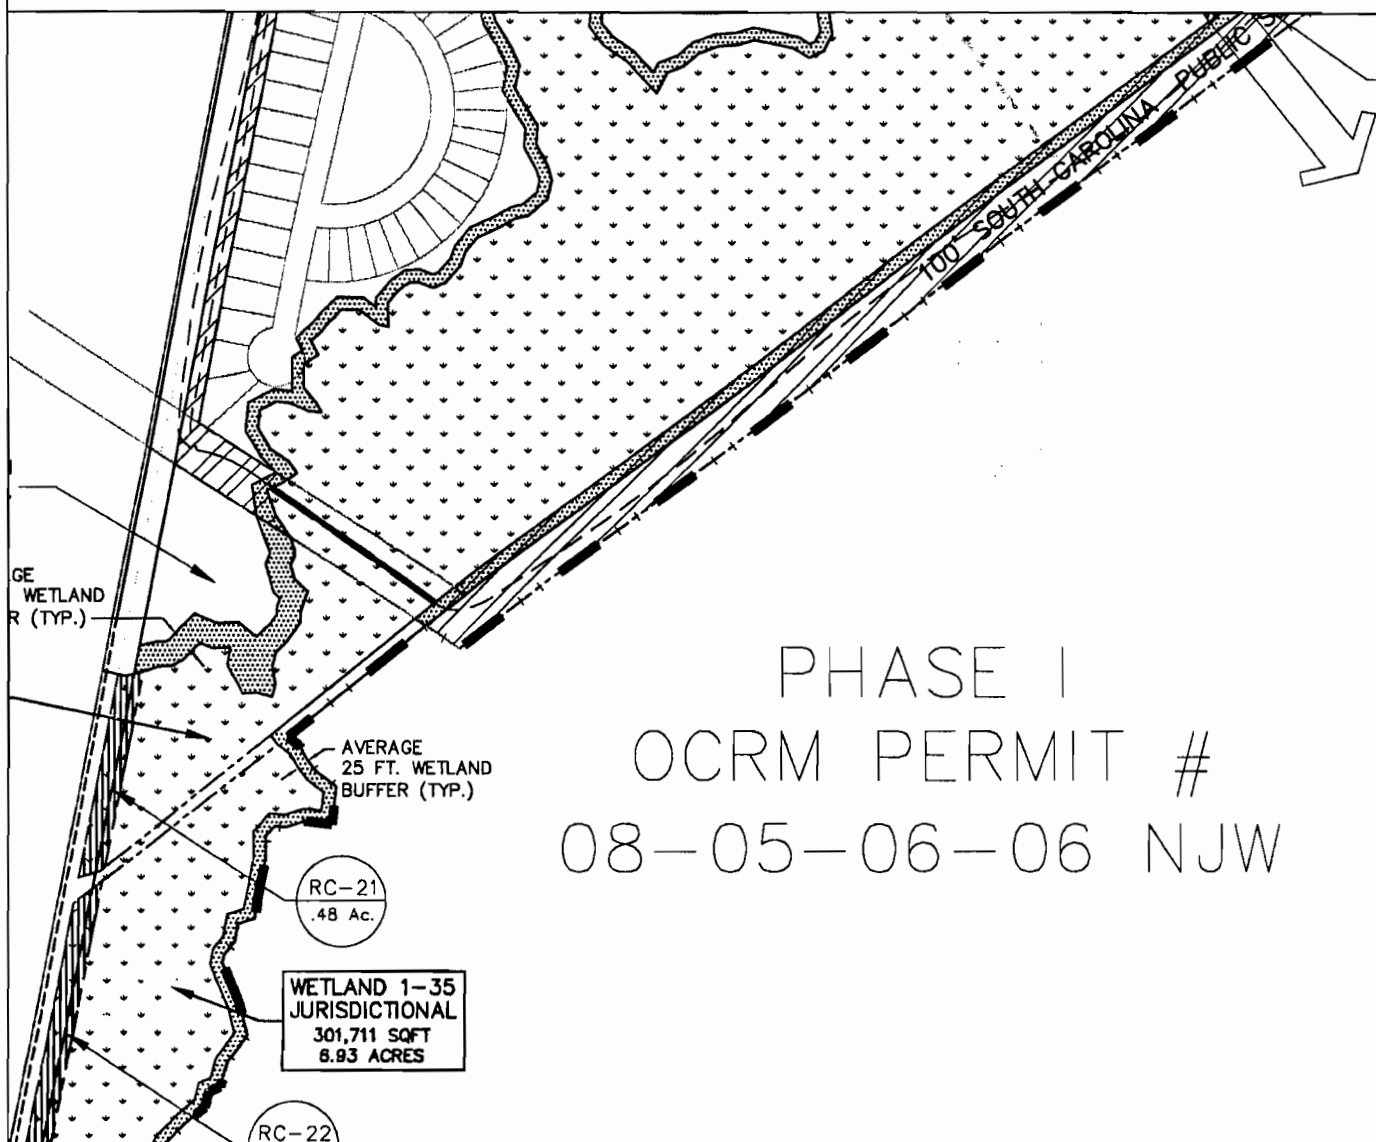 100' SOUTH CAROLINA PUBLIC S
GE
WETLAND
R (TYP.)
PHASE I
OCRM PERMIT #
08-05-06-06 NJW
AVERAGE
25 FT. WETLAND
BUFFER (TYP.)
RC-21
.48 Ac.
WETLAND 1-35
JURISDICTIONAL
301,711 SQFT
6.93 ACRES
RC-22